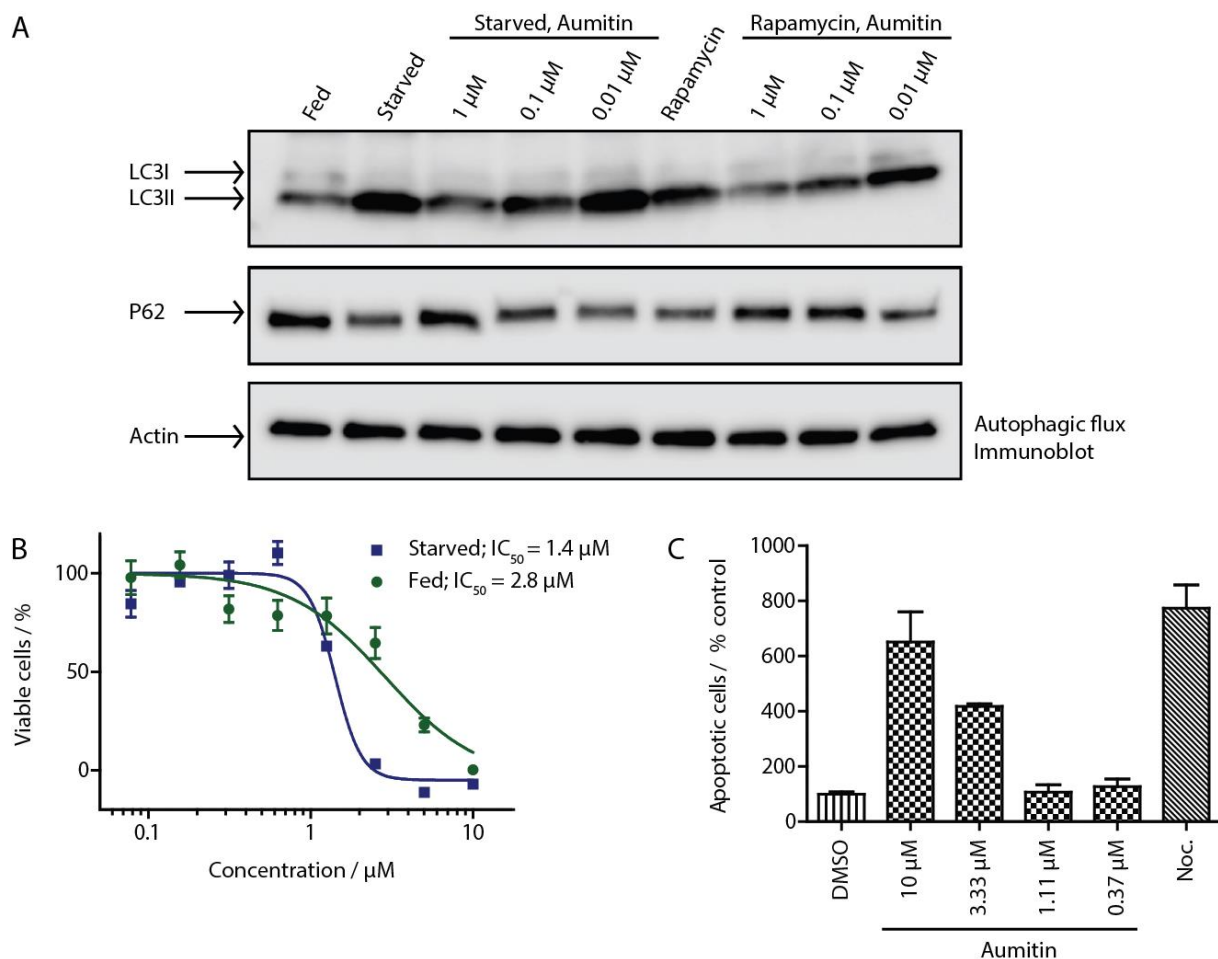 A
Starved, Aumitin
Rapamycin, Aumitin
Fed
Starved
1 µM
0.1 µM
0.01 µM
Rapamycin
1 µM
0.1 µM
0.01 µM
LC3I
LC3II
P62
Actin
Autophagic flux
Immunoblot
B
Starved; IC50 = 1.4 µM
Fed; IC50 = 2.8 µM
Viable cells / %
100
50
0
0.1
1
10
Concentration / µM
C
Apoptotic cells / % control
1000
800
600
400
200
0
DMSO
10 µM
3.33 µM
1.11 µM
0.37 µM
Noc.
Aumitin